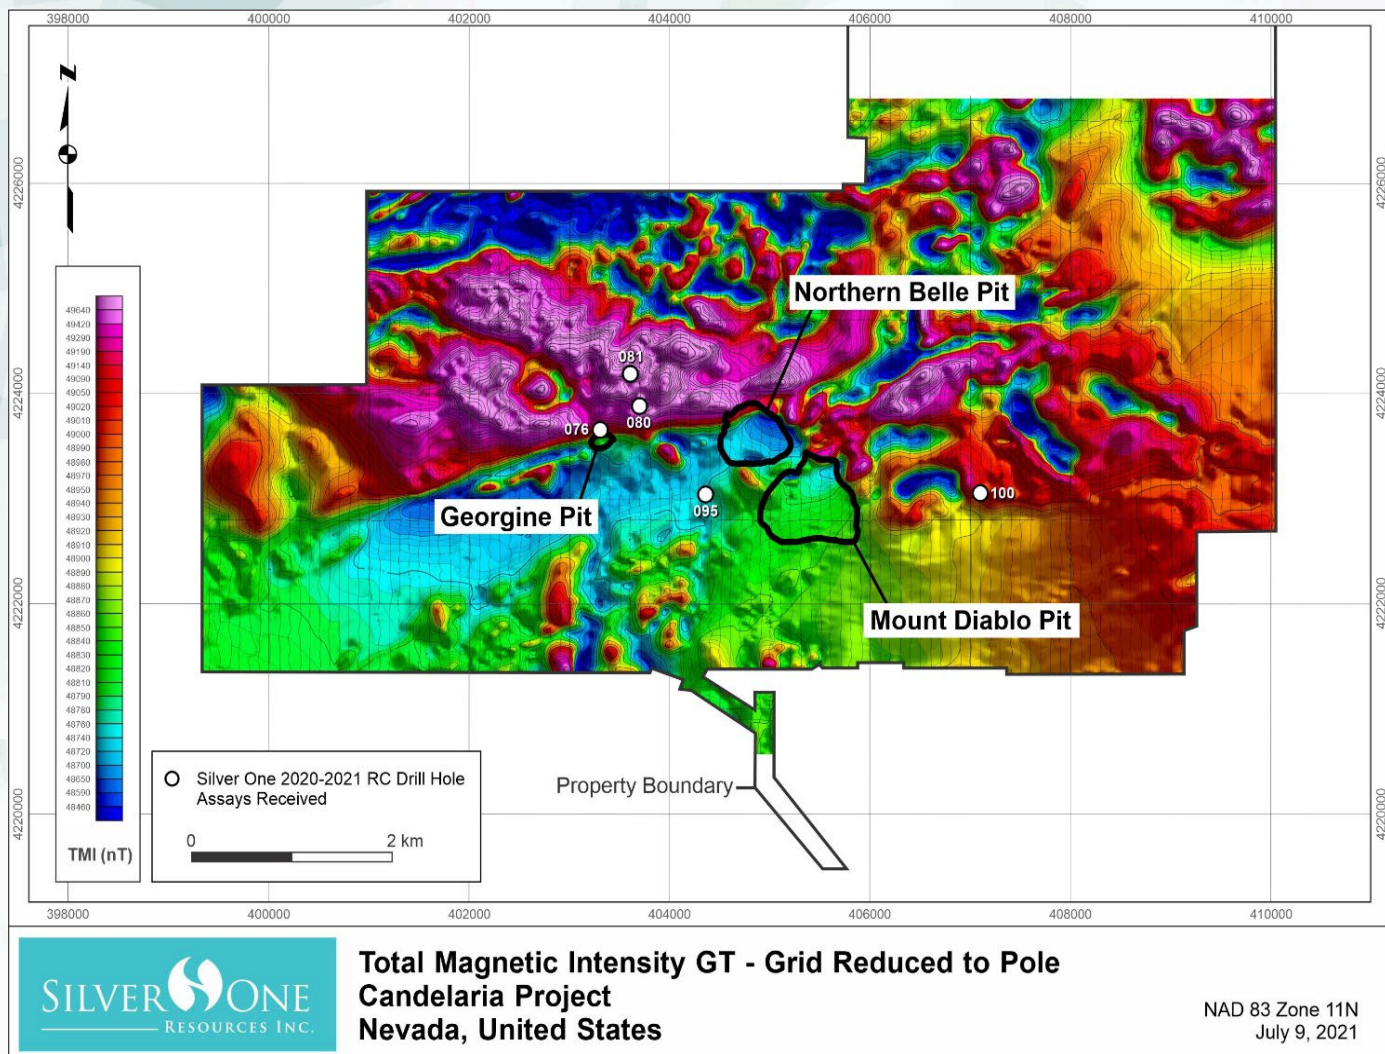 398000 400000 402000 404000 406000 408000 410000
4226000
4224000
4222000
4220000
4226000
4224000
4222000
4220000
N
Northern Belle Pit
081
080
076
Georgine Pit
095
100
Mount Diablo Pit
49640
49420
49290
49190
49140
49090
49050
49020
49010
49000
48990
48980
48970
48950
48940
48930
48920
48910
48900
48890
48880
48870
48860
48850
48840
48830
48820
48810
48790
48780
48760
48740
48720
48700
48650
48590
48460
TMI (nT)
Silver One 2020-2021 RC Drill Hole
Assays Received
0 2 km
Property Boundary
398000 400000 402000 404000 406000 408000 410000
SILVER ONE
RESOURCES INC.
Total Magnetic Intensity GT - Grid Reduced to Pole
Candelaria Project
Nevada, United States
NAD 83 Zone 11N
July 9, 2021